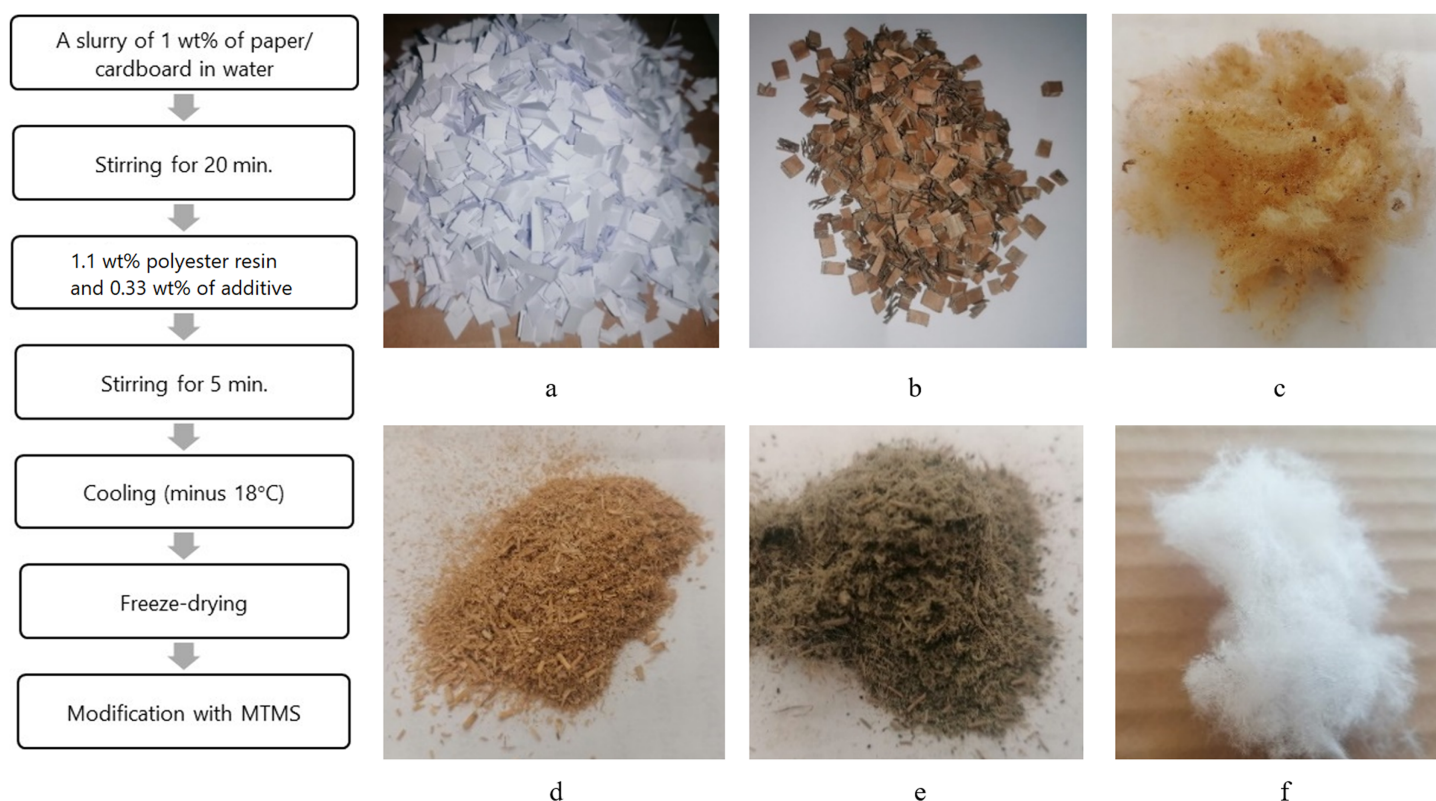 A slurry of 1 wt% of paper/
cardboard in water
Stirring for 20 min.
1.1 wt% polyester resin
and 0.33 wt% of additive
Stirring for 5 min.
Cooling (minus 18°C)
Freeze-drying
Modification with MTMS
a
b
c
d
e
f